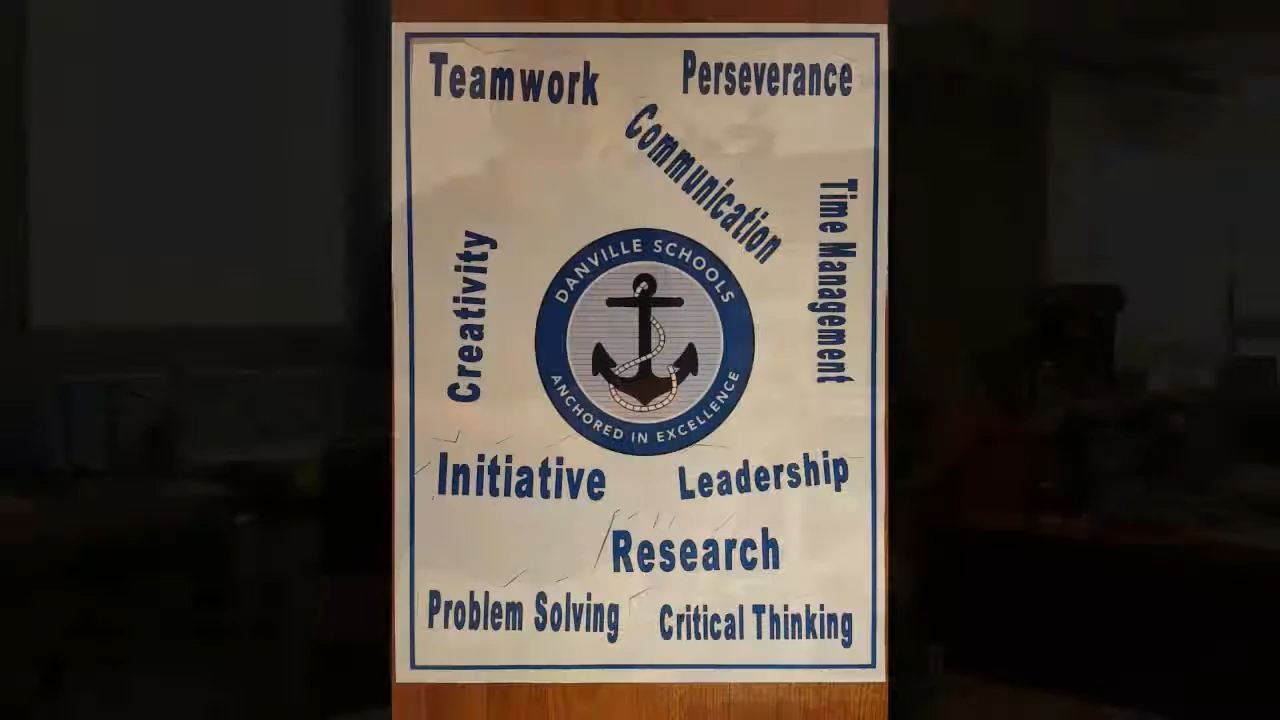 Teamwork
Perseverance
Communication
Time Management
Creativity
DANVILLE SCHOOLS
ANCHORED IN EXCELLENCE
Initiative
Leadership
Research
Problem Solving
Critical Thinking